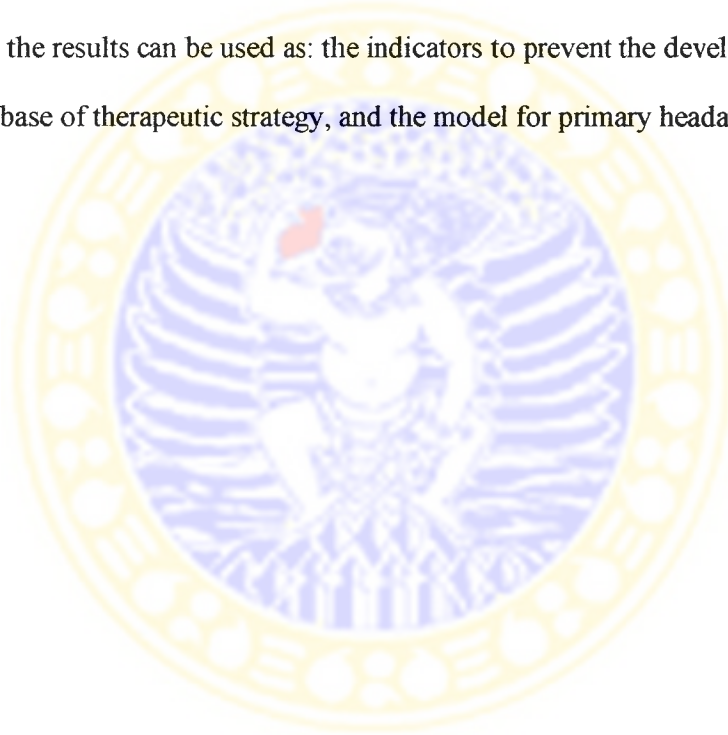 the results can be used as: the indicators to prevent the devel
base of therapeutic strategy, and the model for primary heada